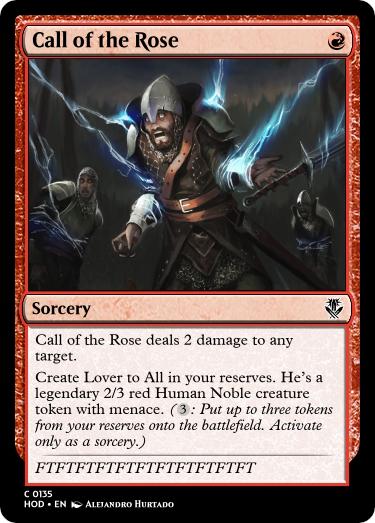 Call of the Rose
Sorcery
Call of the Rose deals 2 damage to any
target.
Create Lover to All in your reserves. He's a
legendary 2/3 red Human Noble creature
token with menace. (3: Put up to three tokens
from your reserves onto the battlefield. Activate
only as a sorcery.)
FTFTFTFTFTFTFTFTFTFTFT
C 0135
HOD • EN Alejandro Hurtado